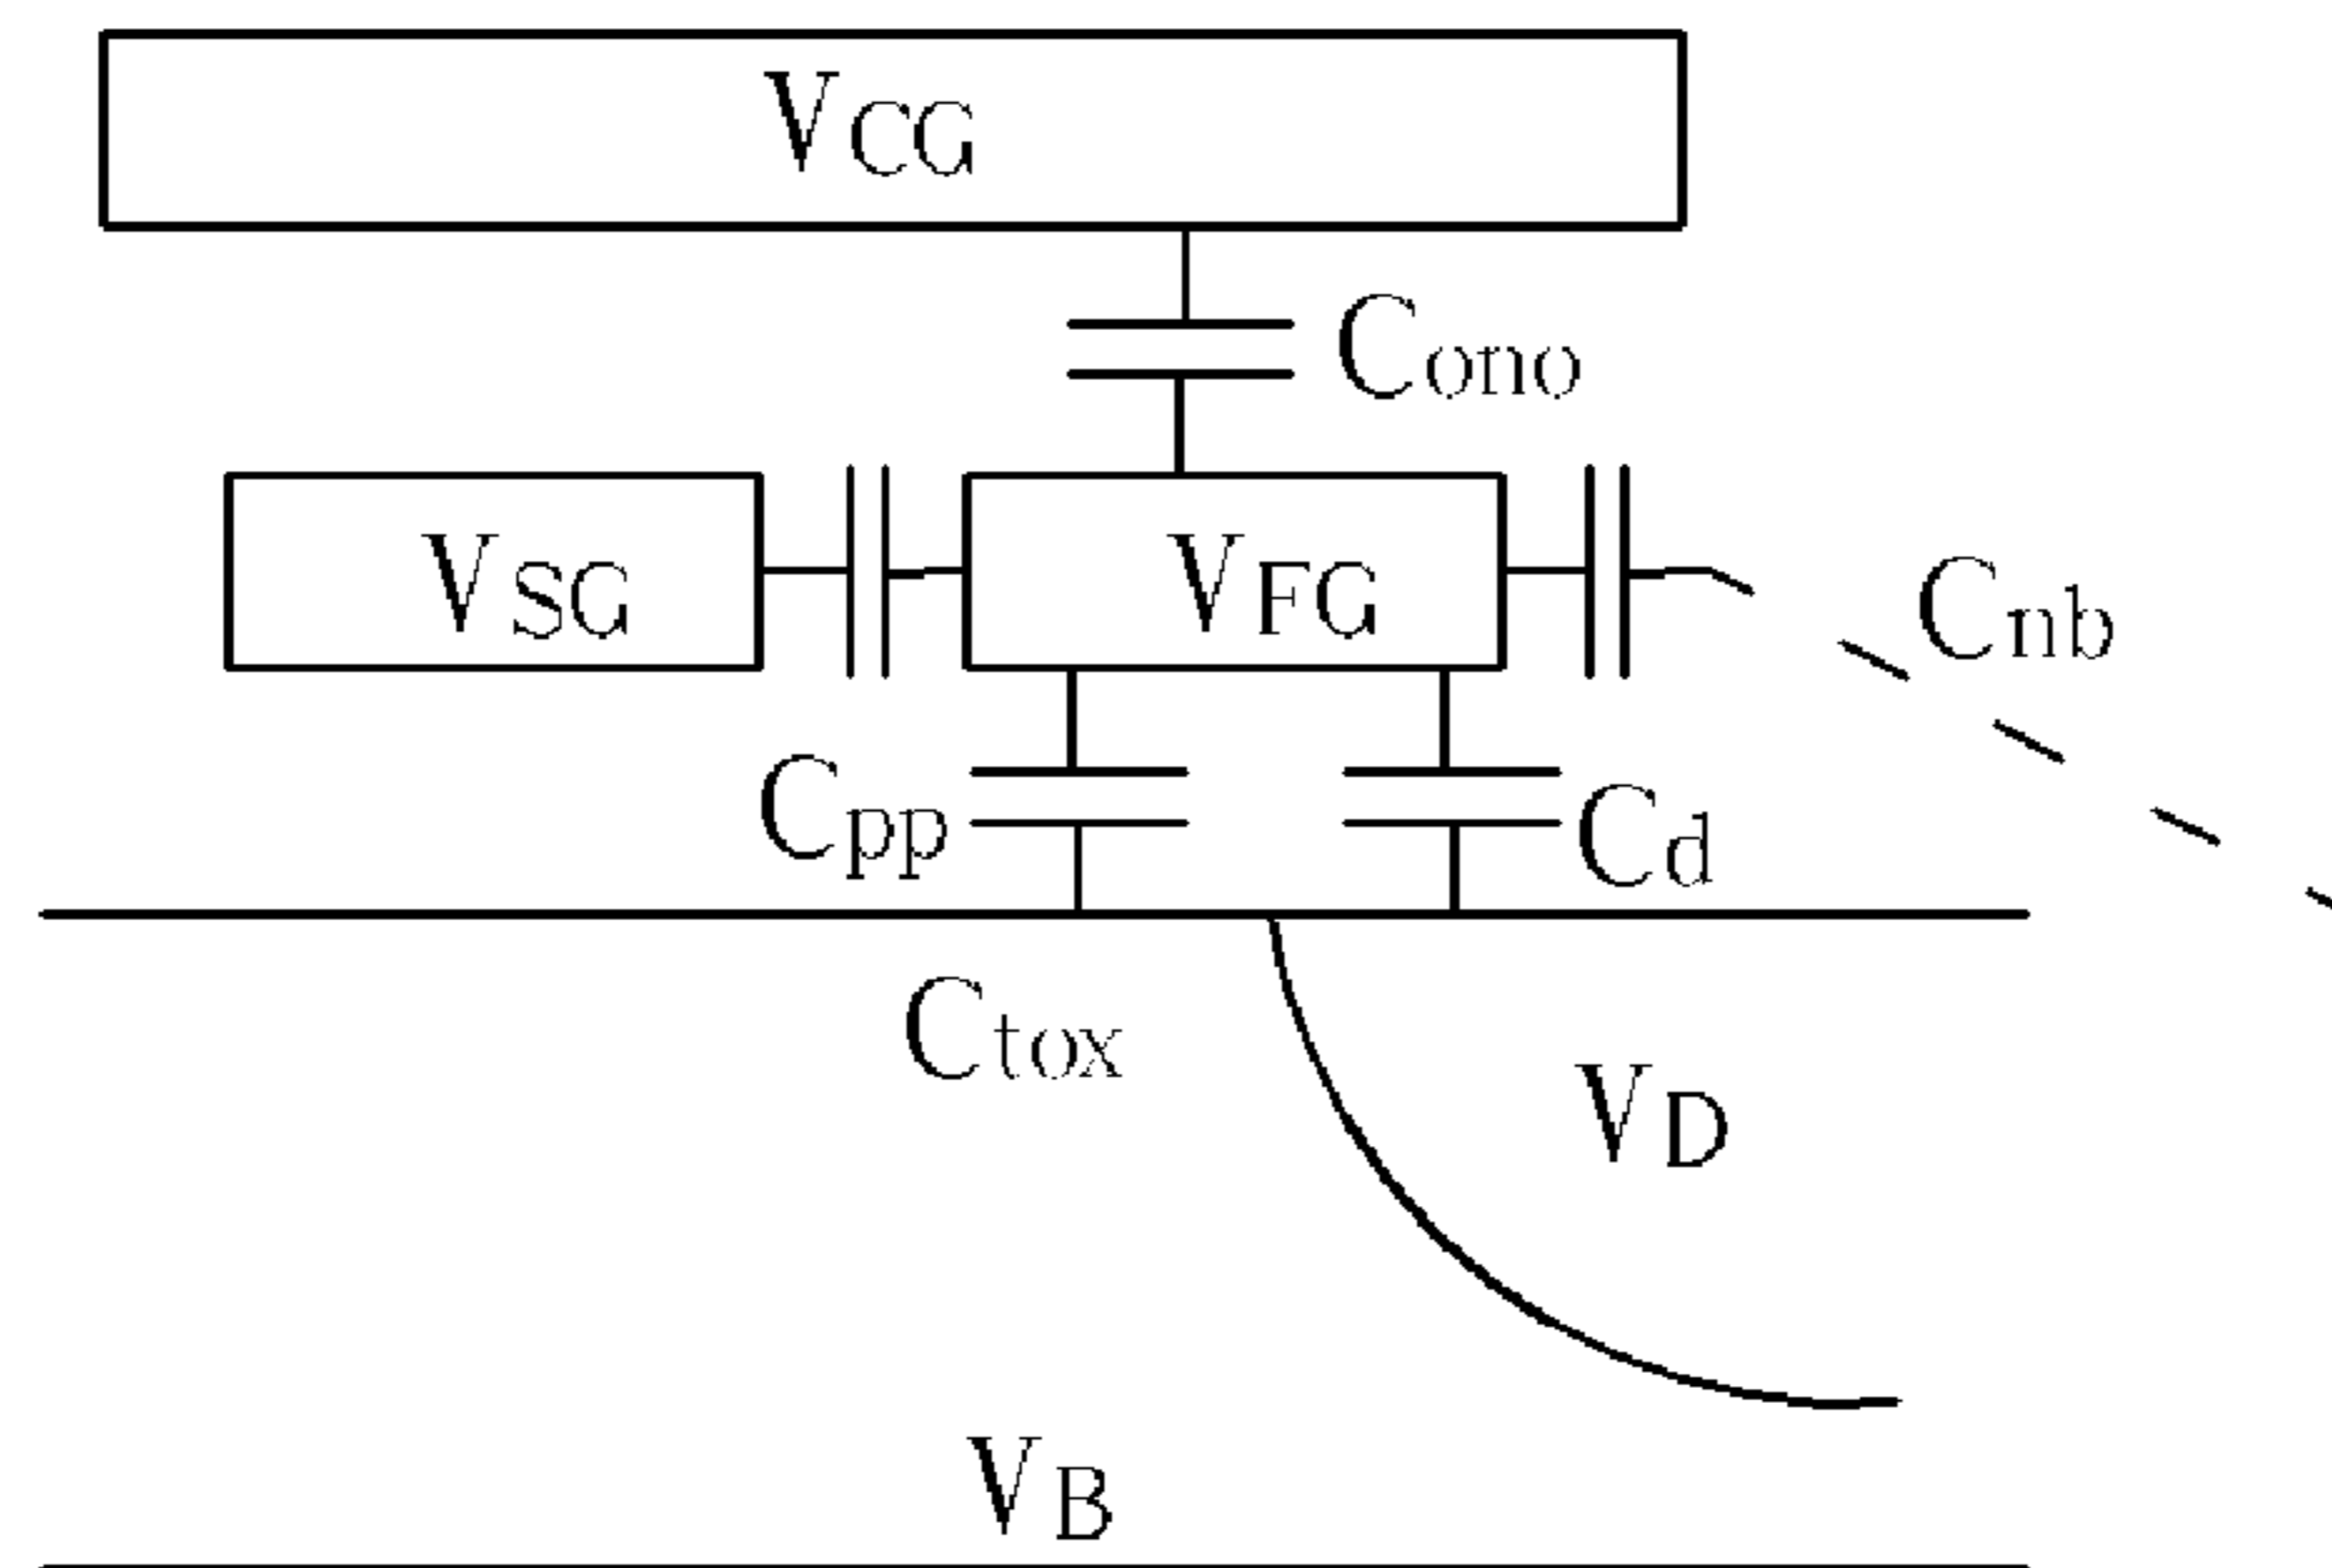 VCG
Cono
VSG
VFG
Cnb
Cpp
Cd
Ctox
VD
VB